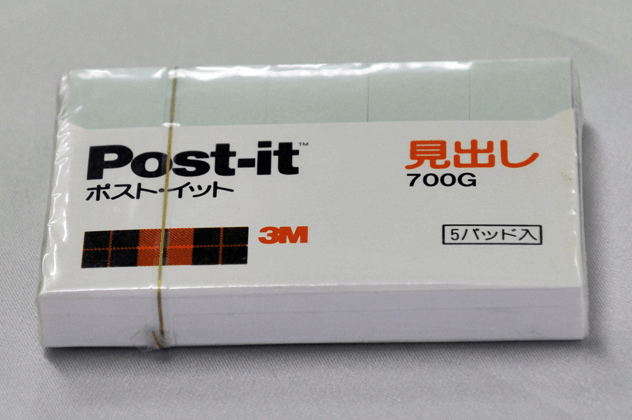 Post-it™
ポスト・イット
3M
見出し
700G
5パッド入